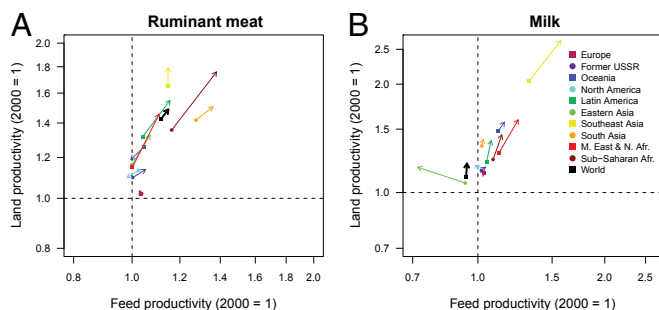 A
Ruminant meat
Land productivity (2000 = 1)
2.0
1.8
1.6
1.4
1.2
1.0
0.8
0.8
1.0
1.2
1.4
1.6
1.8
2.0
Feed productivity (2000 = 1)
B
Milk
Land productivity (2000 = 1)
2.5
2.0
1.5
1.0
0.7
0.7
1.0
1.5
2.0
2.5
Feed productivity (2000 = 1)
Europe
Former USSR
Oceania
North America
Latin America
Eastern Asia
Southeast Asia
South Asia
M. East & N. Afr.
Sub−Saharan Afr.
World